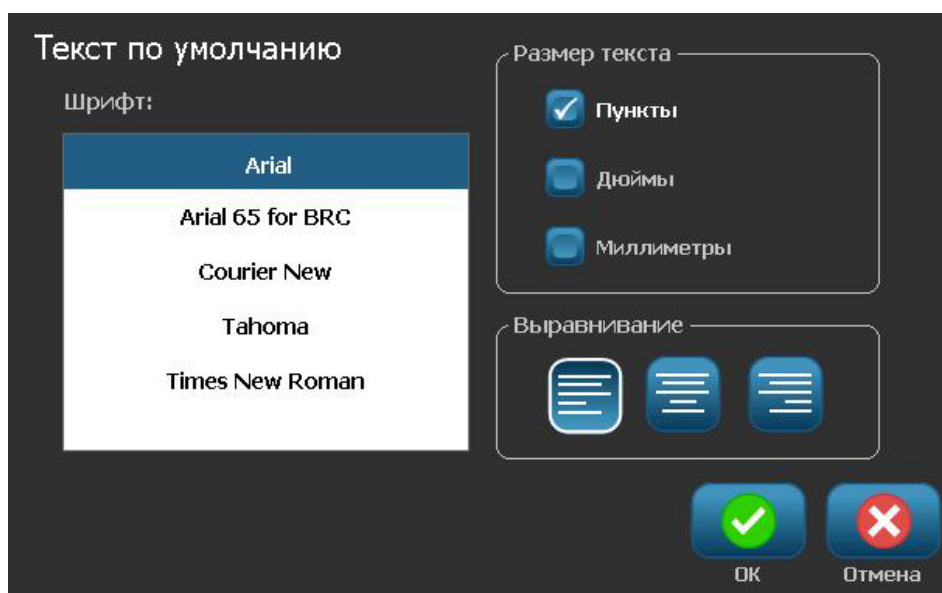 Текст по умолчанию
Шрифт:
Arial
Arial 65 for BRC
Courier New
Tahoma
Times New Roman
Размер текста
Пункты
Дюймы
Миллиметры
Выравнивание
ОК
Отмена